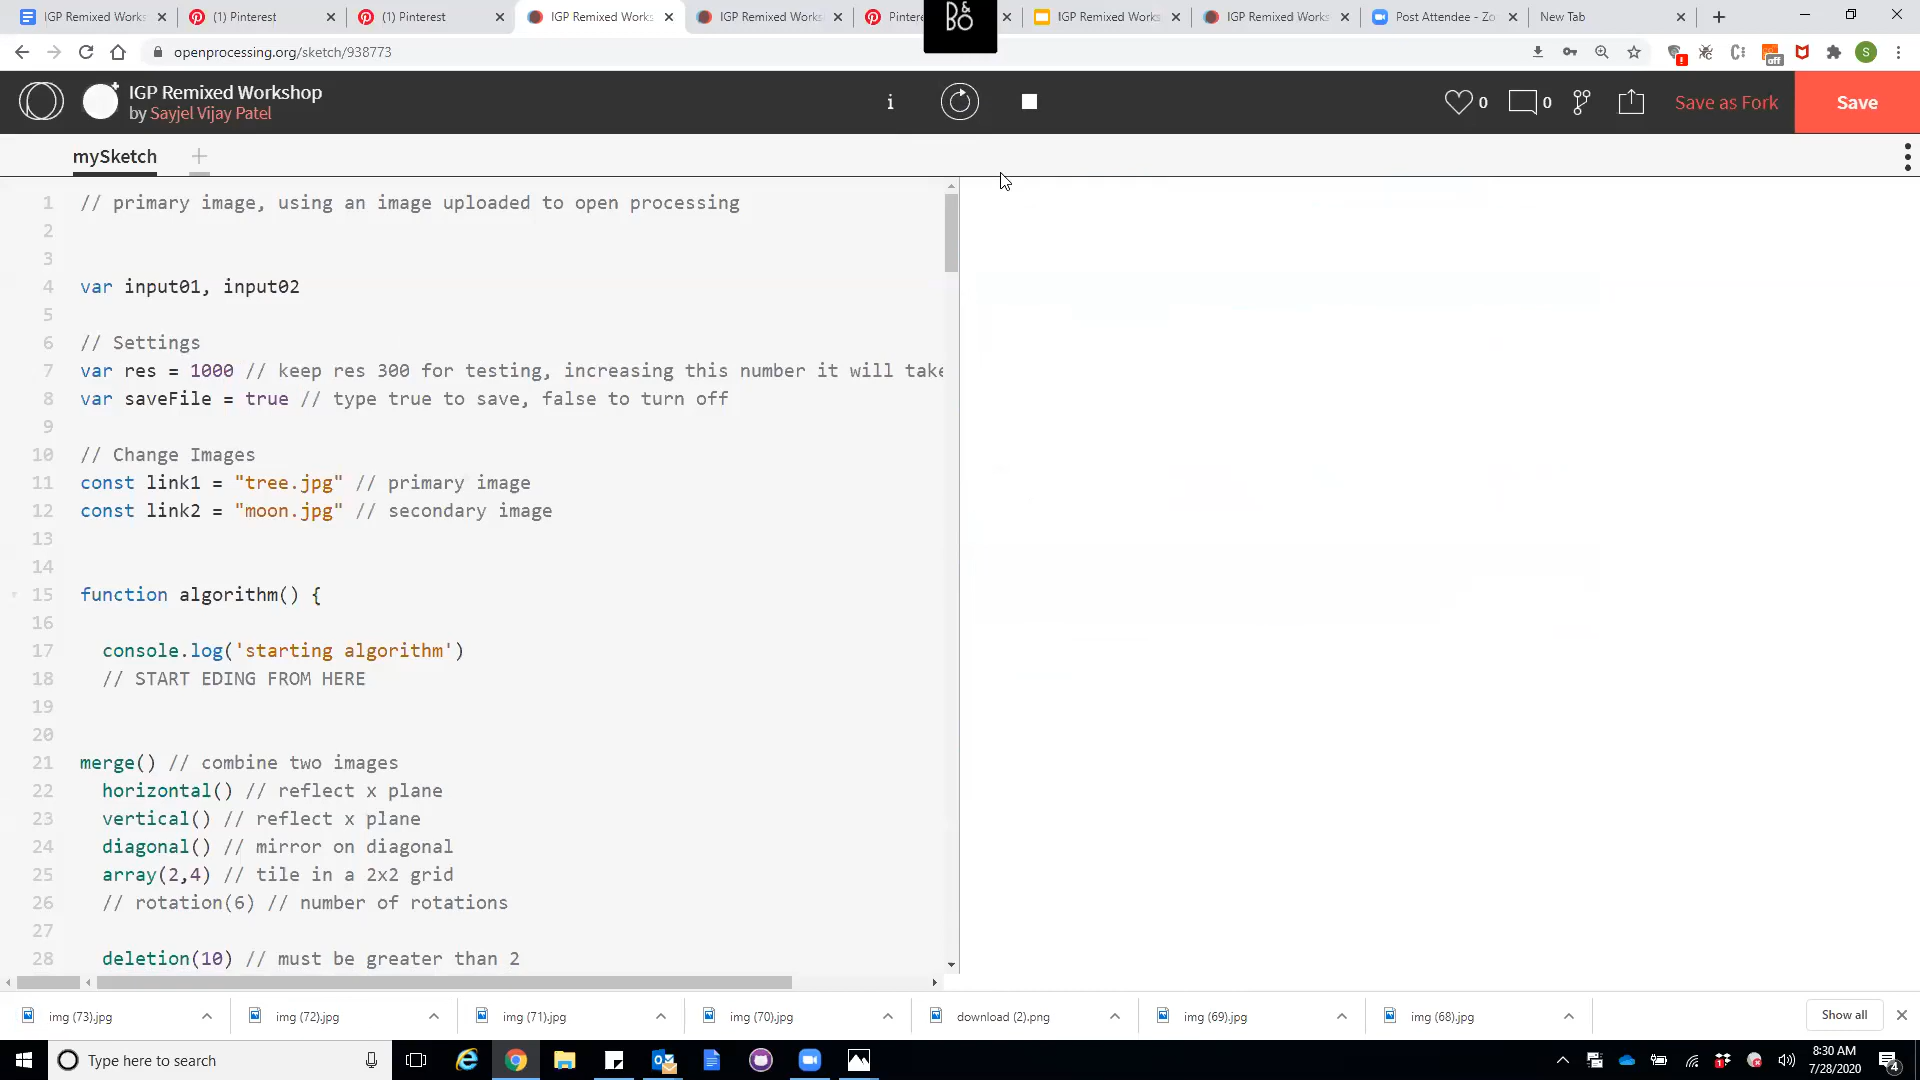 IGP Remixed Works
(1) Pinterest
(1) Pinterest
IGP Remixed Works
IGP Remixed Works
Pinter
B&
BO
IGP Remixed Works
IGP Remixed Works
Post Attendee - Zo
New Tab
openprocessing.org/sketch/938773
off
S
IGP Remixed Workshop
by Sayjel Vijay Patel
i
0
0
Save as Fork
Save
mySketch
+
1 // primary image, using an image uploaded to open processing
2
3
4 var input01, input02
5
6 // Settings
7 var res = 1000 // keep res 300 for testing, increasing this number it will take
8 var saveFile = true // type true to save, false to turn off
9
10 // Change Images
11 const link1 = "tree.jpg" // primary image
12 const link2 = "moon.jpg" // secondary image
13
14
15 function algorithm() {
16
17 console.log('starting algorithm')
18 // START EDING FROM HERE
19
20
21 merge() // combine two images
22 horizontal() // reflect x plane
23 vertical() // reflect x plane
24 diagonal() // mirror on diagonal
25 array(2,4) // tile in a 2x2 grid
26 // rotation(6) // number of rotations
27
28 deletion(10) // must be greater than 2
img (73).jpg
img (72).jpg
img (71).jpg
img (70).jpg
download (2).png
img (69).jpg
img (68).jpg
Show all
Type here to search
8:30 AM
7/28/2020
4